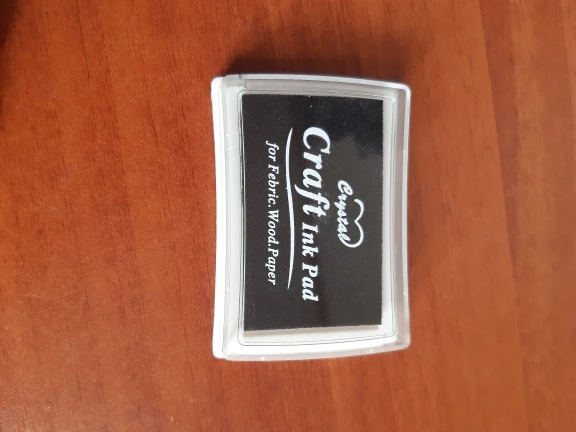 Crystal
Craft Ink Pad
for Febric.Wood.Paper